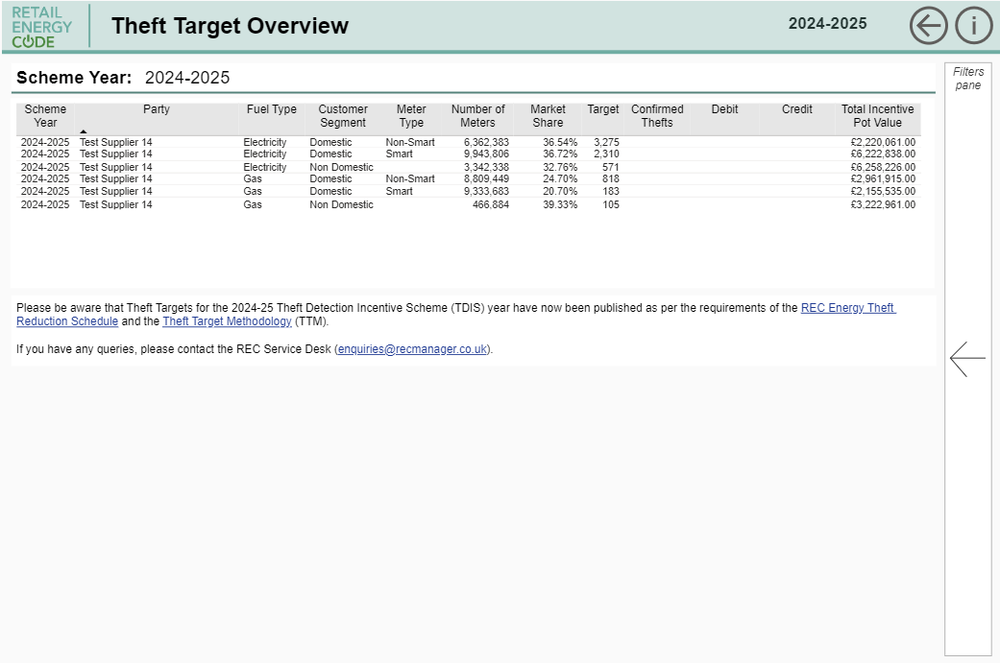 RETAIL
ENERGY
CODE
Theft Target Overview
2024-2025
Filters
pane
Scheme Year: 2024-2025
Scheme Year Party Fuel Type Customer Segment Meter Type Number of Meters Market Share Target Confirmed Thefts Debit Credit Total Incentive Pot Value
2024-2025 Test Supplier 14 Electricity Domestic Non-Smart 6,362,383 36.54% 3,275 £2,220,061.00
2024-2025 Test Supplier 14 Electricity Domestic Smart 9,943,806 36.72% 2,310 £6,222,838.00
2024-2025 Test Supplier 14 Electricity Non Domestic 3,342,338 32.76% 571 £6,258,226.00
2024-2025 Test Supplier 14 Gas Domestic Non-Smart 8,809,449 24.70% 818 £2,961,915.00
2024-2025 Test Supplier 14 Gas Domestic Smart 9,333,683 20.70% 183 £2,155,535.00
2024-2025 Test Supplier 14 Gas Non Domestic 466,884 39.33% 105 £3,222,961.00
Please be aware that Theft Targets for the 2024-25 Theft Detection Incentive Scheme (TDIS) year have now been published as per the requirements of the REC Energy Theft
Reduction Schedule and the Theft Target Methodology (TTM).
If you have any queries, please contact the REC Service Desk (enquiries@recmanager.co.uk).